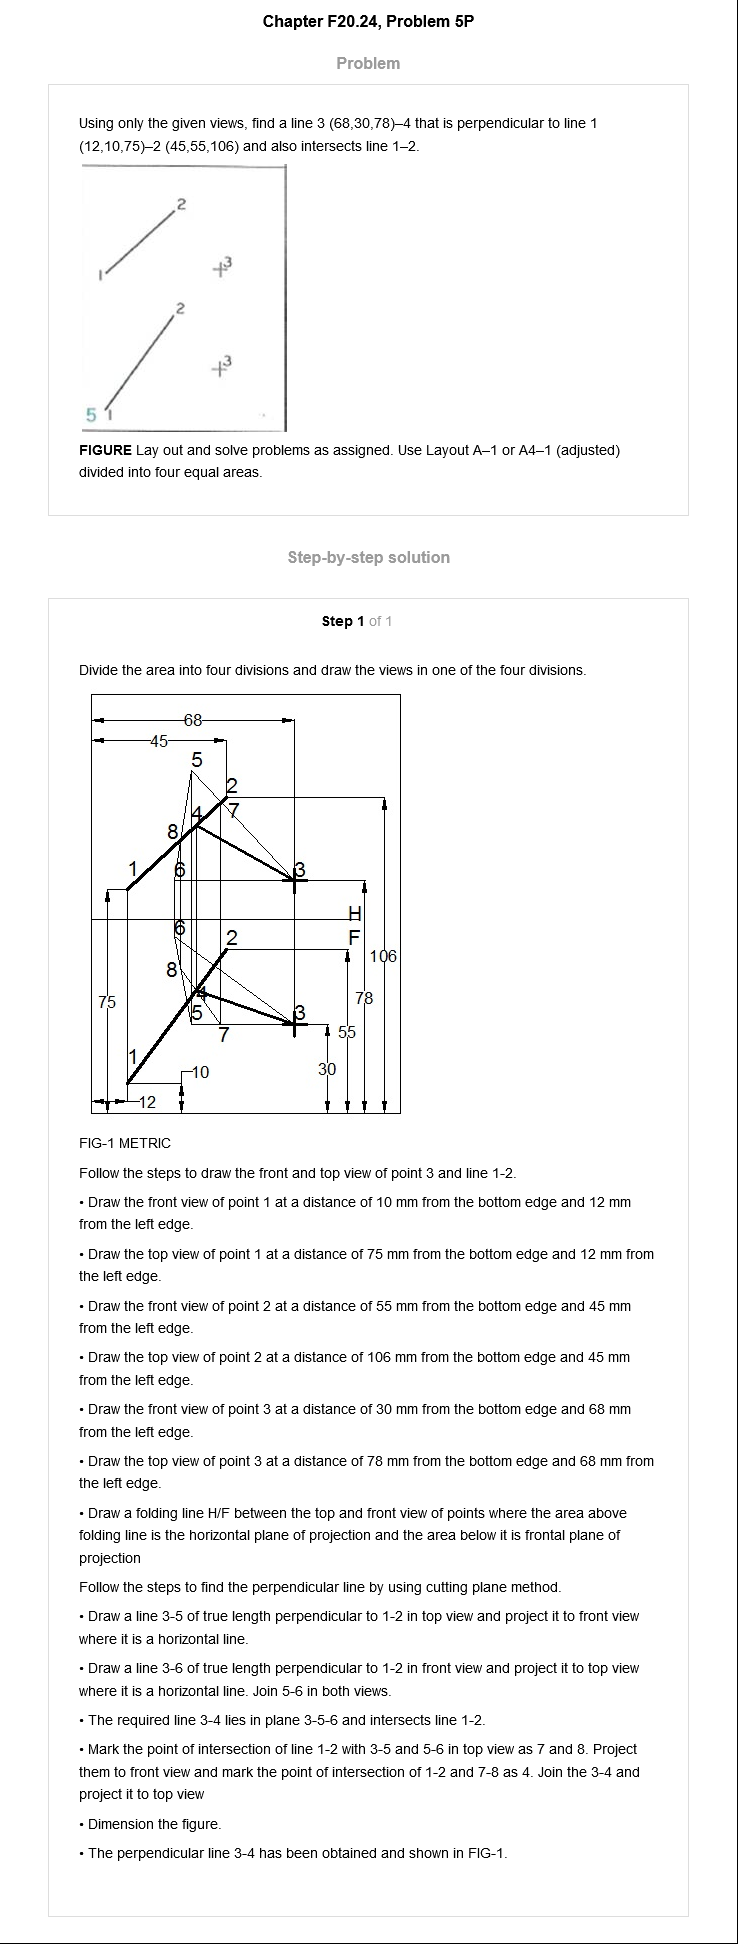 Chapter F20.24, Problem 5P
Problem
Using only the given views, find a line 3 (68,30,78)–4 that is perpendicular to line 1
(12,10,75)–2 (45,55,106) and also intersects line 1–2.
2
1
3
2
3
5 1
FIGURE Lay out and solve problems as assigned. Use Layout A–1 or A4–1 (adjusted)
divided into four equal areas.
Step-by-step solution
Step 1 of 1
Divide the area into four divisions and draw the views in one of the four divisions.
68
45
5
2
4 7
8
1 6 3
H
6 2 F
106
8
75 4 78
5 3
7 55
1
10 30
12
FIG-1 METRIC
Follow the steps to draw the front and top view of point 3 and line 1-2.
• Draw the front view of point 1 at a distance of 10 mm from the bottom edge and 12 mm
from the left edge.
• Draw the top view of point 1 at a distance of 75 mm from the bottom edge and 12 mm from
the left edge.
• Draw the front view of point 2 at a distance of 55 mm from the bottom edge and 45 mm
from the left edge.
• Draw the top view of point 2 at a distance of 106 mm from the bottom edge and 45 mm
from the left edge.
• Draw the front view of point 3 at a distance of 30 mm from the bottom edge and 68 mm
from the left edge.
• Draw the top view of point 3 at a distance of 78 mm from the bottom edge and 68 mm from
the left edge.
• Draw a folding line H/F between the top and front view of points where the area above
folding line is the horizontal plane of projection and the area below it is frontal plane of
projection
Follow the steps to find the perpendicular line by using cutting plane method.
• Draw a line 3-5 of true length perpendicular to 1-2 in top view and project it to front view
where it is a horizontal line.
• Draw a line 3-6 of true length perpendicular to 1-2 in front view and project it to top view
where it is a horizontal line. Join 5-6 in both views.
• The required line 3-4 lies in plane 3-5-6 and intersects line 1-2.
• Mark the point of intersection of line 1-2 with 3-5 and 5-6 in top view as 7 and 8. Project
them to front view and mark the point of intersection of 1-2 and 7-8 as 4. Join the 3-4 and
project it to top view
• Dimension the figure.
• The perpendicular line 3-4 has been obtained and shown in FIG-1.